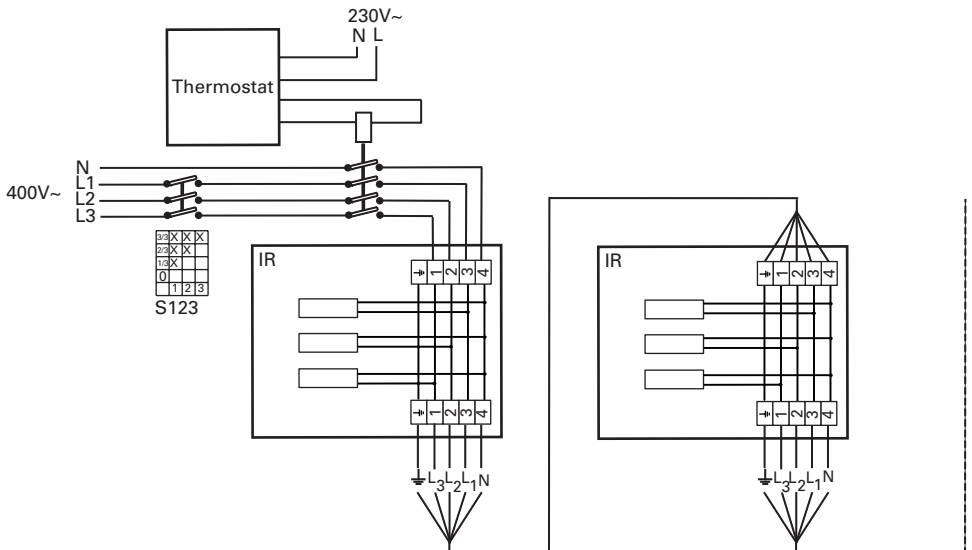 230V~
N L
Thermostat
400V~
N
L1
L2
L3
3/3 X X X
2/3 X X
1/3 X
0
1 2 3
S123
IR
1 2 3 4
1 2 3 4
L3 L2 L1 N
IR
1 2 3 4
1 2 3 4
L3 L2 L1 N